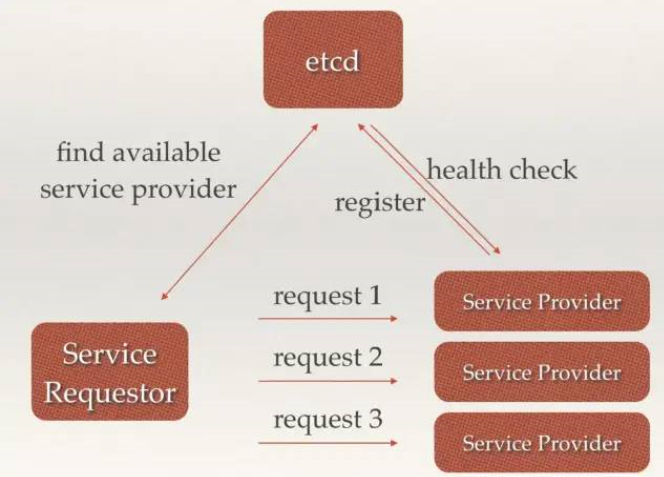 etcd
find available
service provider
health check
register
request 1
Service Provider
Service
Requestor
request 2
Service Provider
request 3
Service Provider